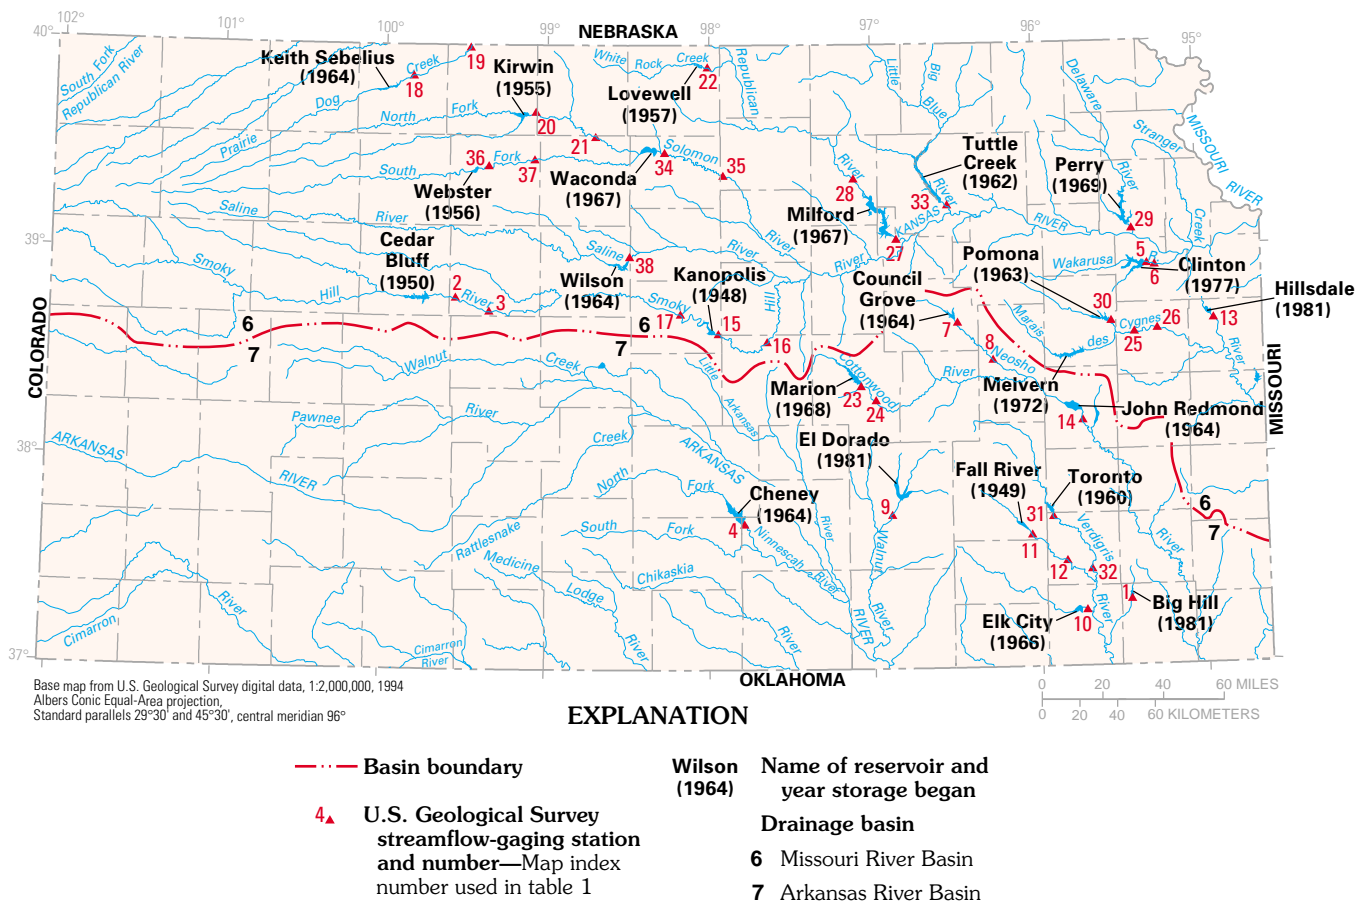 102°
101°
100°
99°
98°
97°
96°
95°
40°
39°
38°
37°
NEBRASKA
COLORADO
MISSOURI
OKLAHOMA
South Fork
Republican River
Keith Sebelius
(1964)
Prairie
Dog
Creek
18
19
Kirwin
(1955)
North
Fork
20
21
White Rock Creek
Lovewell
(1957)
22
Republican
River
Little
Big
Blue
River
Tuttle
Creek
(1962)
33
Delaware
River
Perry
(1969)
29
Stranger
Creek
MISSOURI
RIVER
South
Fork
36
37
Webster
(1956)
Waconda
(1967)
34
Solomon
35
River
28
Milford
(1967)
27
KANSAS
RIVER
Saline
River
Saline
River
Wilson
(1964)
38
Cedar
Bluff
(1950)
2
3
Smoky
Hill
River
Smoky
Hill
River
Kanopolis
(1948)
17
15
16
Council
Grove
(1964)
7
8
Neosho
River
Pomona
(1963)
30
Wakarusa
R
5
6
Clinton
(1977)
Hillsdale
(1981)
13
Marais
des
Cygnes
River
25
26
Melvern
(1972)
John Redmond
(1964)
14
6
7
6
7
6
7
Walnut
Creek
Pawnee
River
ARKANSAS
RIVER
Little
Arkansas
River
Cottonwood
Marion
(1968)
23
24
River
El Dorado
(1981)
9
Walnut
River
Fall River
(1949)
11
Toronto
(1960)
31
Verdigris
River
12
32
1
Big Hill
(1981)
Elk City
(1966)
10
Rattlesnake
Creek
ARKANSAS
RIVER
North
Fork
Cheney
(1964)
4
South
Fork
Ninnescah
River
Medicine
Lodge
River
Chikaskia
River
Cimarron
River
Cimarron
River
Base map from U.S. Geological Survey digital data, 1:2,000,000, 1994
Albers Conic Equal-Area projection,
Standard parallels 29°30' and 45°30', central meridian 96°
0 20 40 60 MILES
0 20 40 60 KILOMETERS
EXPLANATION
Basin boundary
4 U.S. Geological Survey
streamflow-gaging station
and number—Map index
number used in table 1
Wilson
(1964)
Name of reservoir and
year storage began
Drainage basin
6 Missouri River Basin
7 Arkansas River Basin